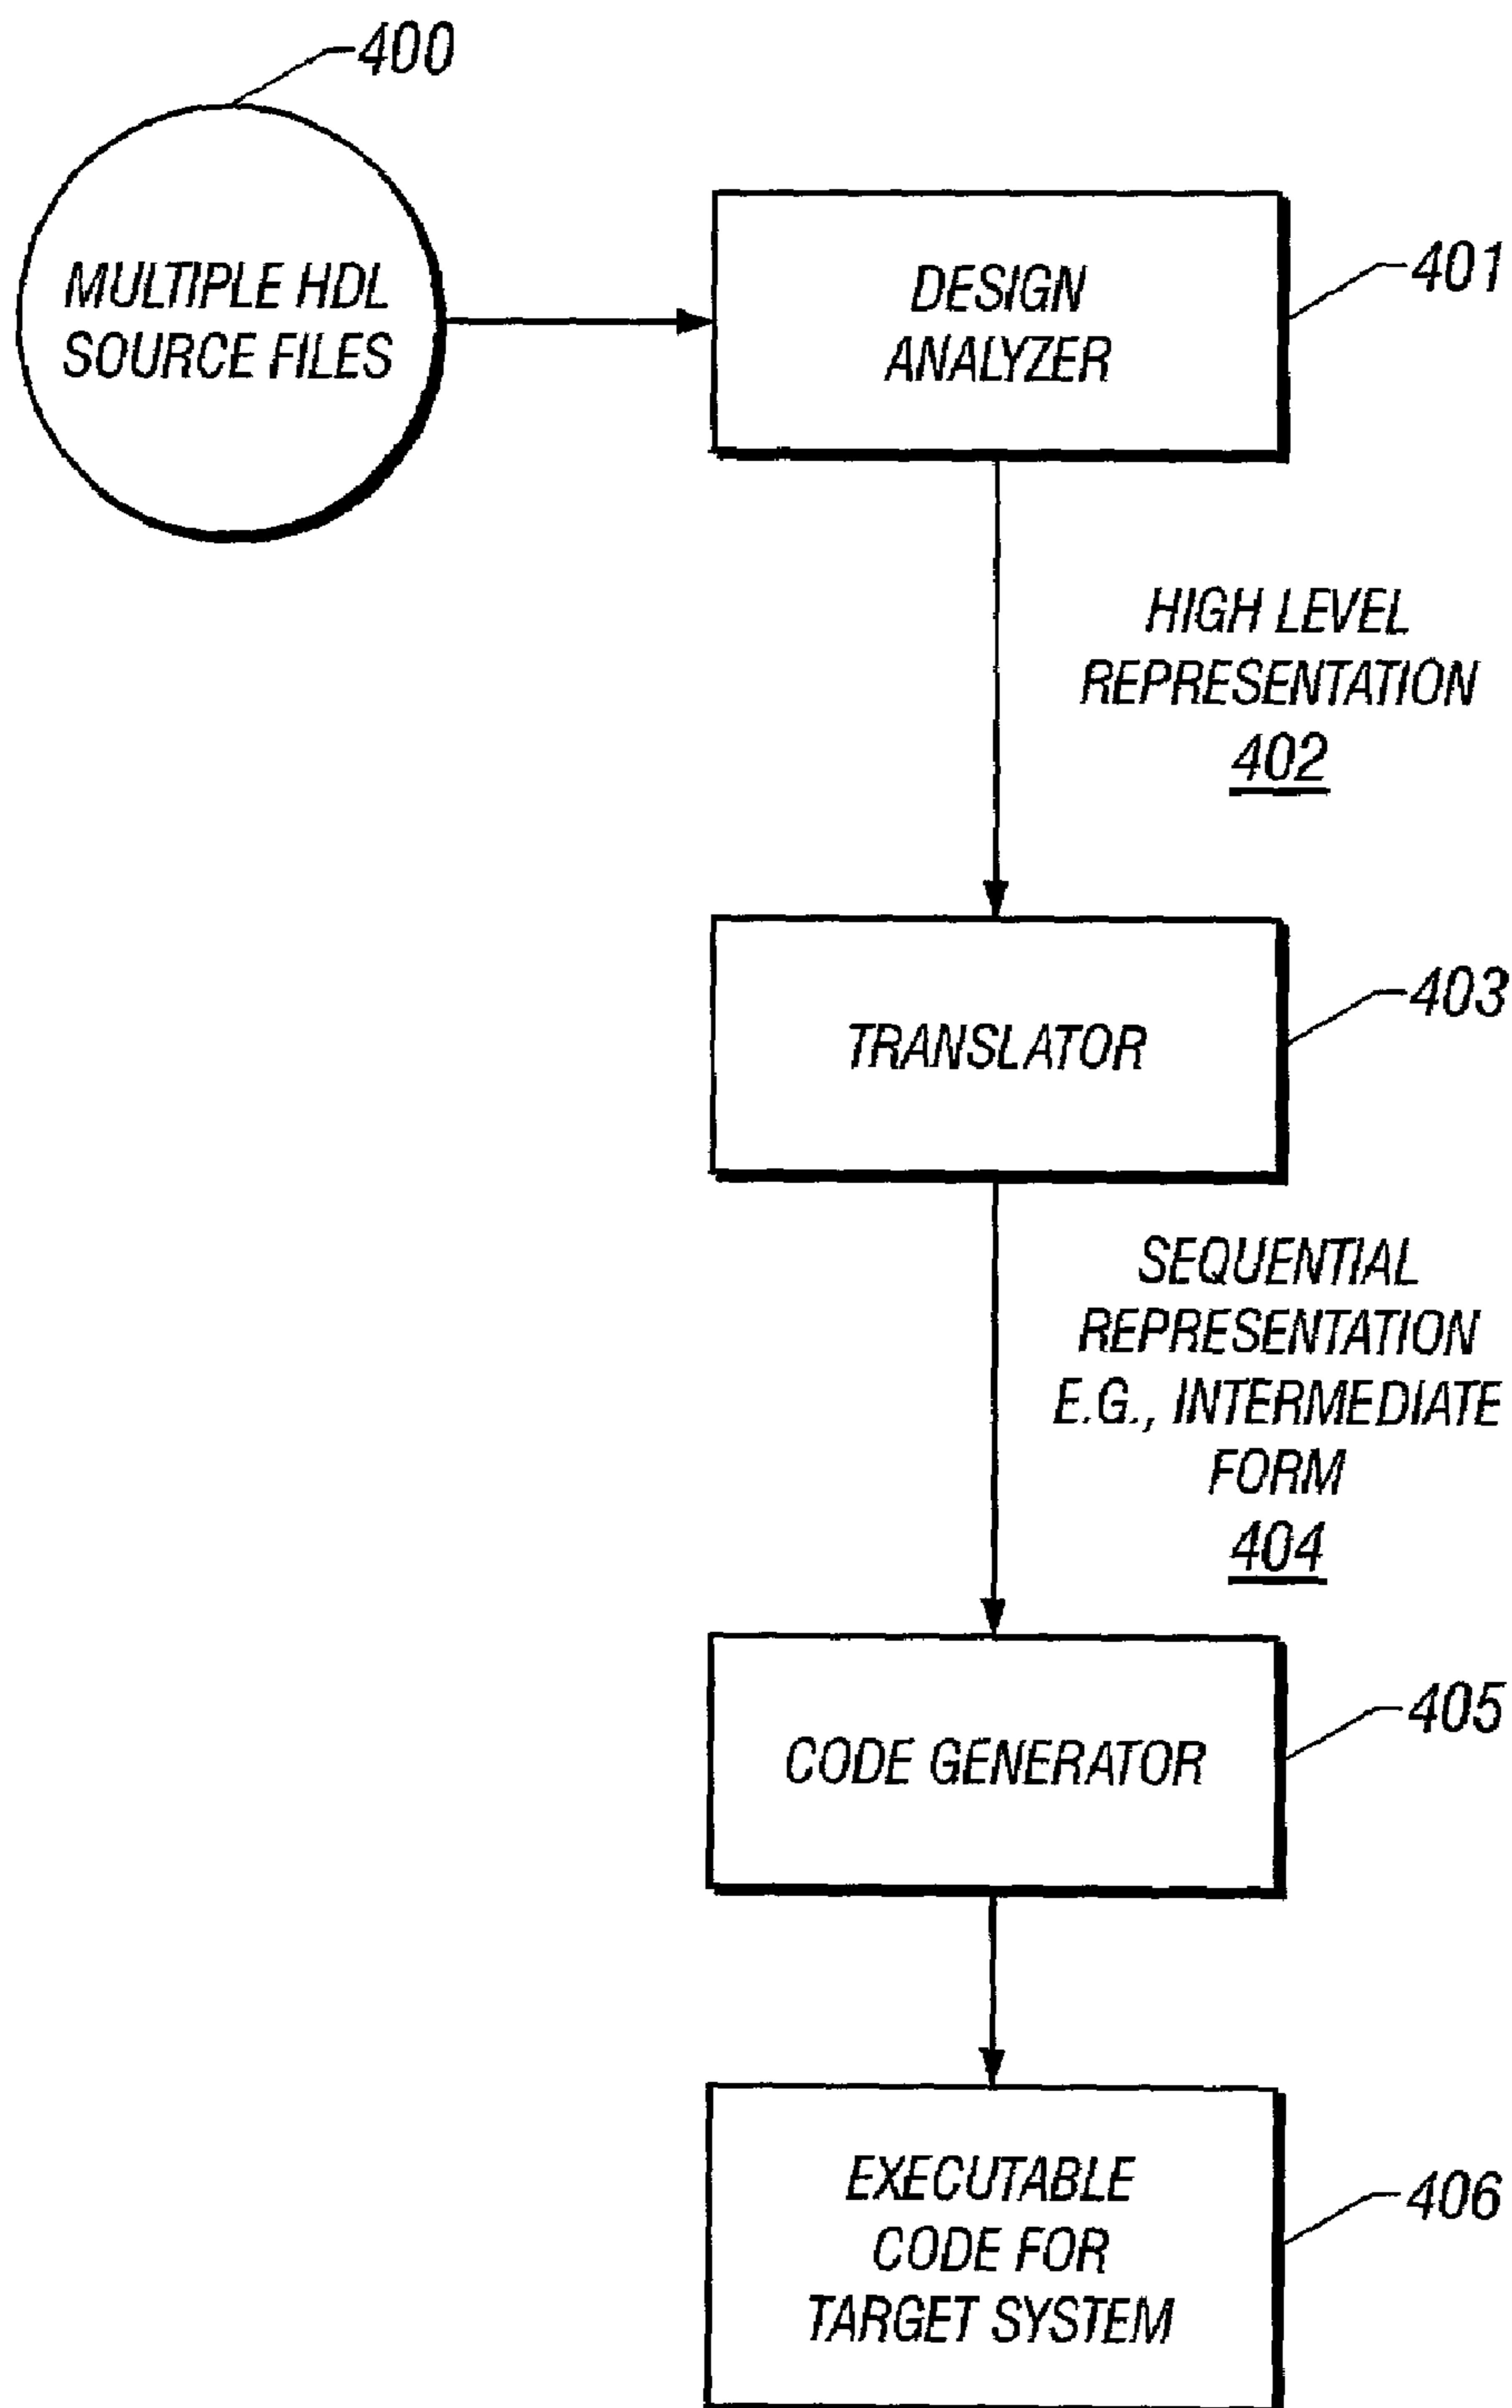 400
MULTIPLE HDL
SOURCE FILES
DESIGN
ANALYZER
401
HIGH LEVEL
REPRESENTATION
402
TRANSLATOR
403
SEQUENTIAL
REPRESENTATION
E.G., INTERMEDIATE
FORM
404
CODE GENERATOR
405
EXECUTABLE
CODE FOR
TARGET SYSTEM
406